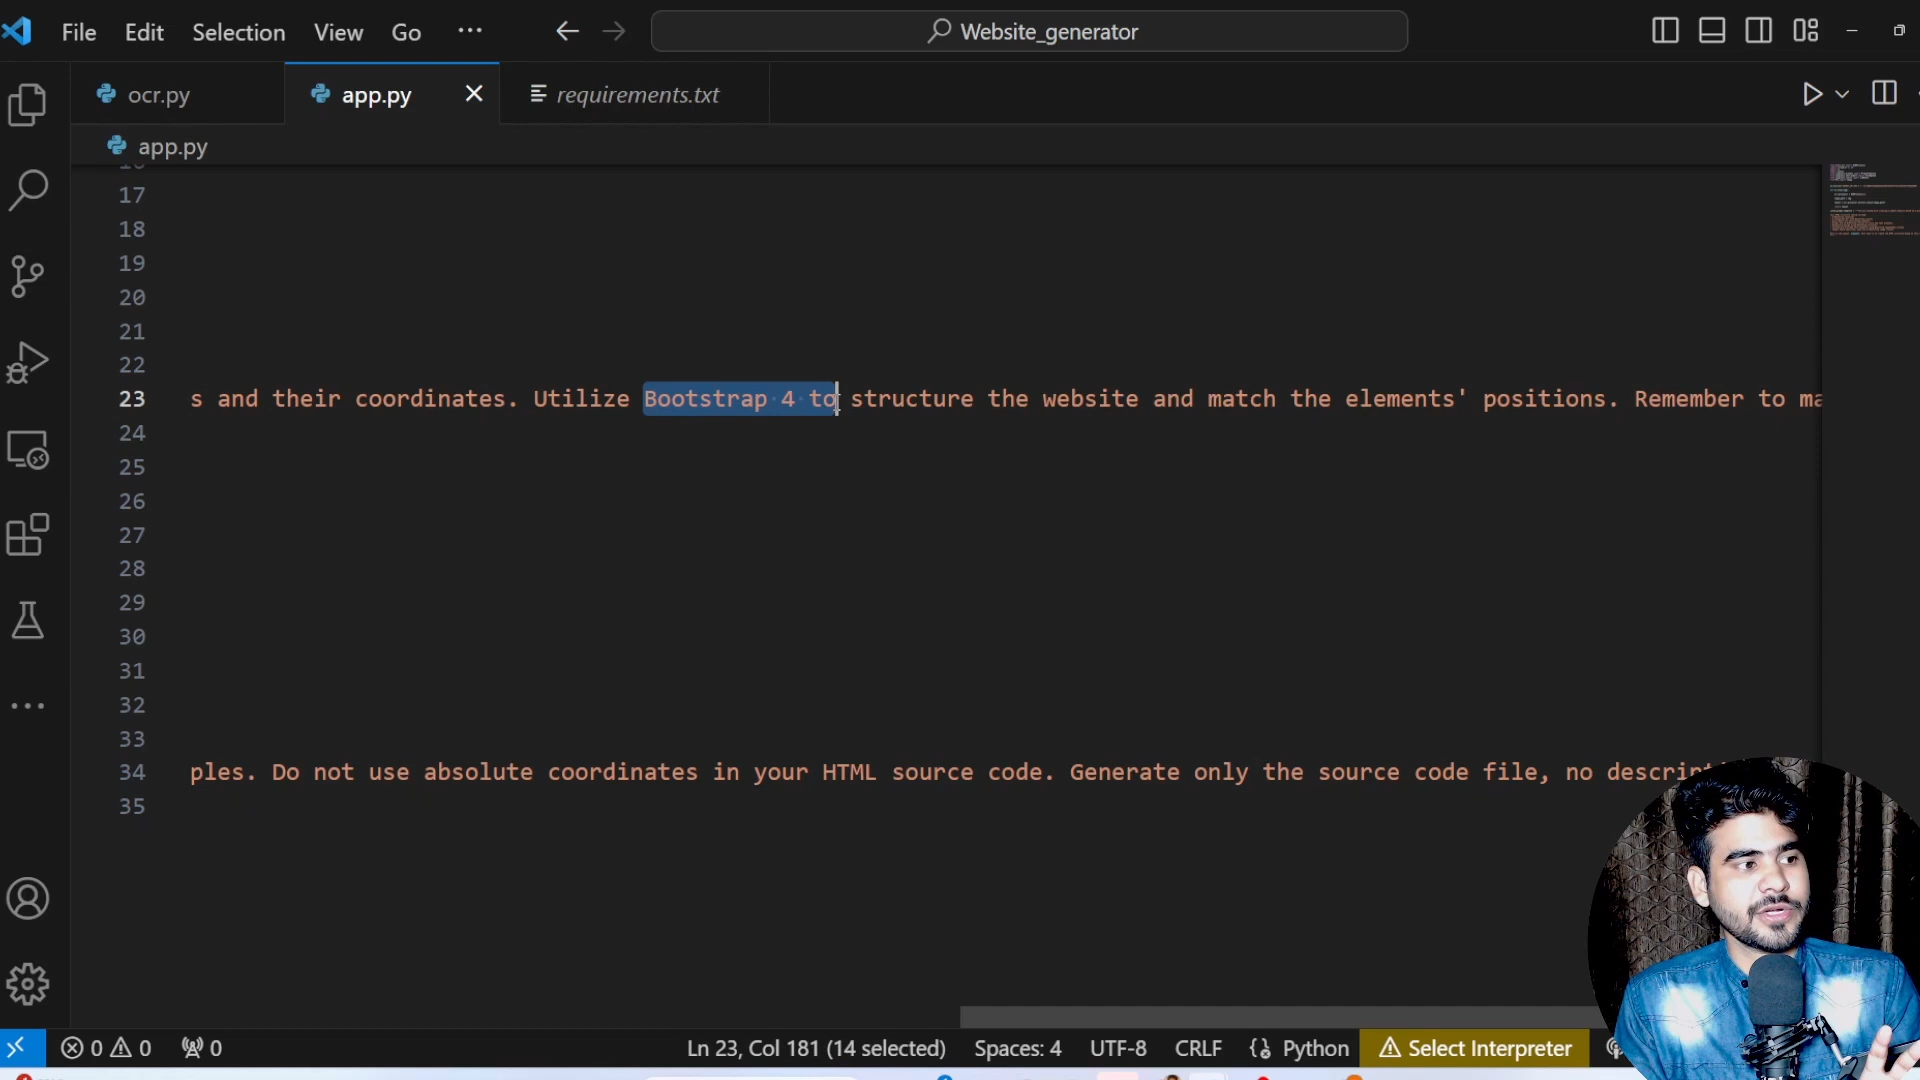 File Edit Selection View Go ··· Website_generator
ocr.py app.py requirements.txt
app.py
17
18
19
20
21
22
23 s and their coordinates. Utilize Bootstrap 4 to structure the website and match the elements' positions. Remember to ma
24
25
26
27
28
29
30
31
32
33
34 ples. Do not use absolute coordinates in your HTML source code. Generate only the source code file, no descript
35
0 0 0 Ln 23, Col 181 (14 selected) Spaces: 4 UTF-8 CRLF Python Select Interpreter